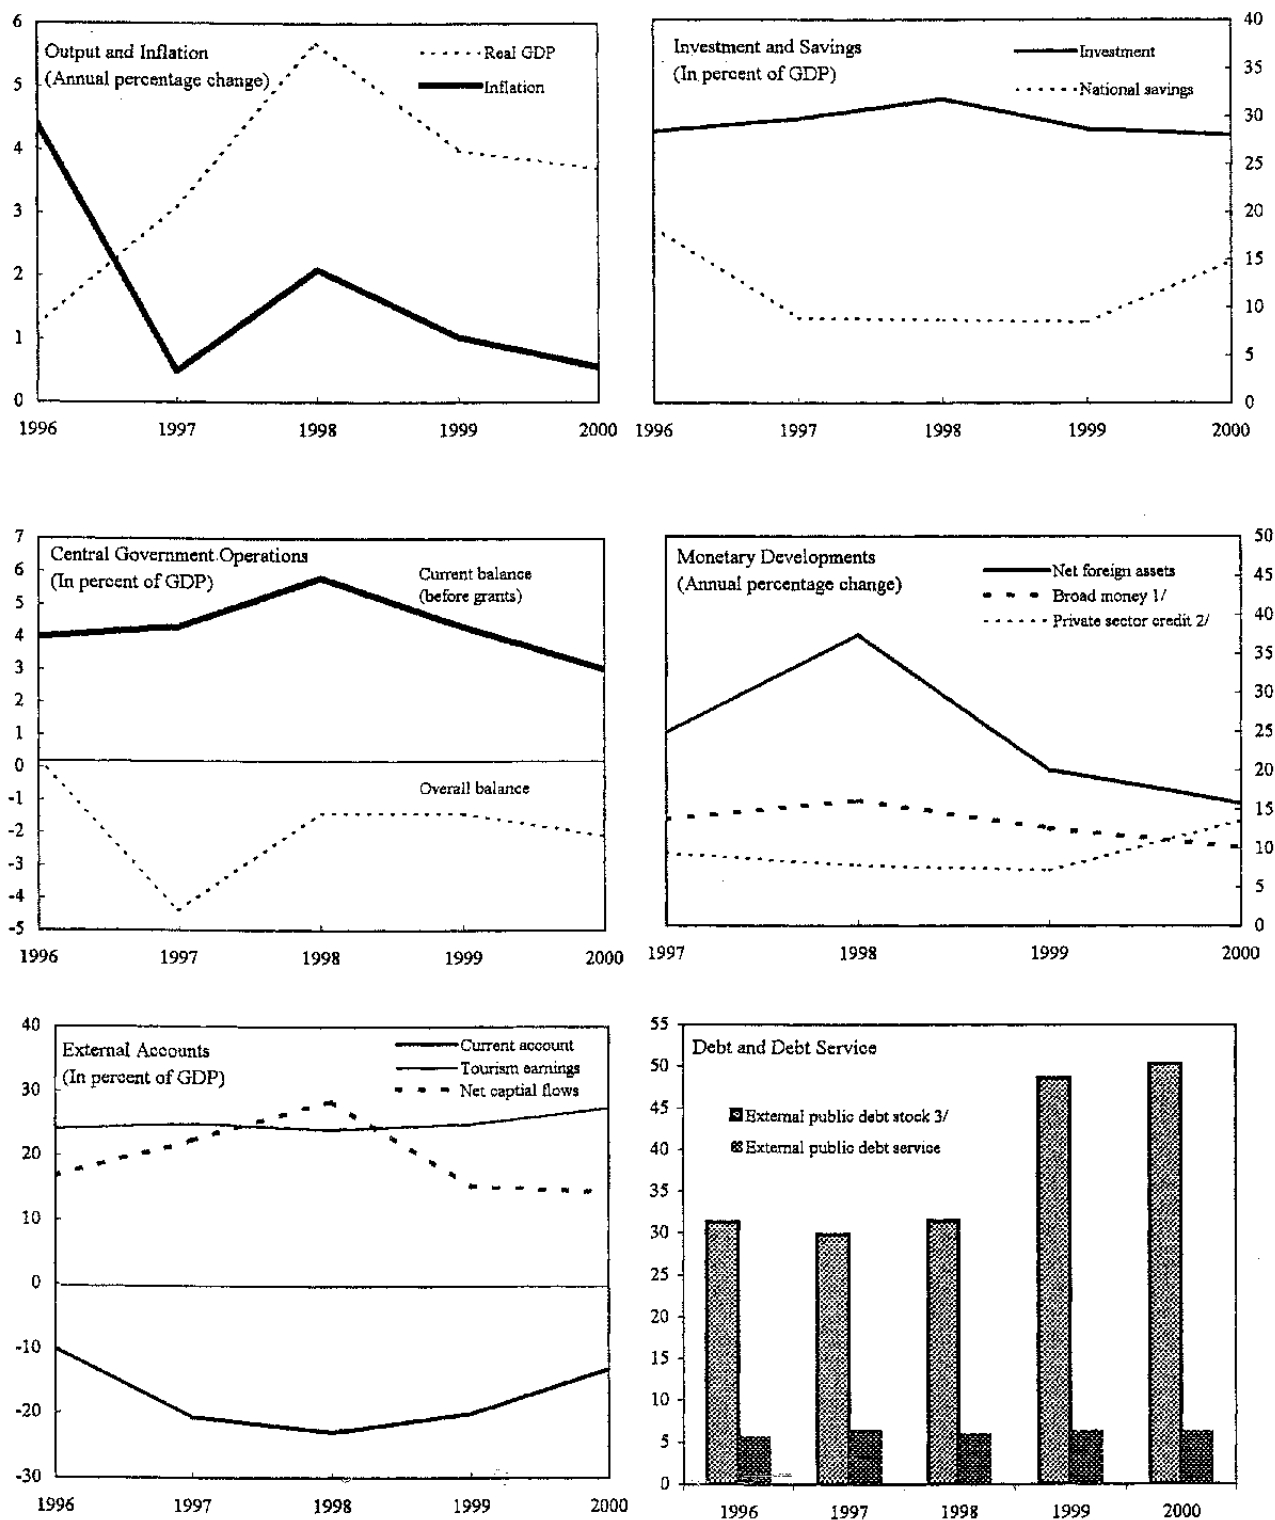 Output and Inflation
(Annual percentage change)
Real GDP
Inflation
6
5
4
3
2
1
0
1996 1997 1998 1999 2000
Investment and Savings
(In percent of GDP)
Investment
National savings
40
35
30
25
20
15
10
5
0
1996 1997 1998 1999 2000
Central Government Operations
(In percent of GDP)
Current balance
(before grants)
Overall balance
7
6
5
4
3
2
1
0
-1
-2
-3
-4
-5
1996 1997 1998 1999 2000
Monetary Developments
(Annual percentage change)
Net foreign assets
Broad money 1/
Private sector credit 2/
50
45
40
35
30
25
20
15
10
5
0
1997 1998 1999 2000
External Accounts
(In percent of GDP)
Current account
Tourism earnings
Net captial flows
40
30
20
10
0
-10
-20
-30
1996 1997 1998 1999 2000
Debt and Debt Service
External public debt stock 3/
External public debt service
55
50
45
40
35
30
25
20
15
10
5
0
1996 1997 1998 1999 2000